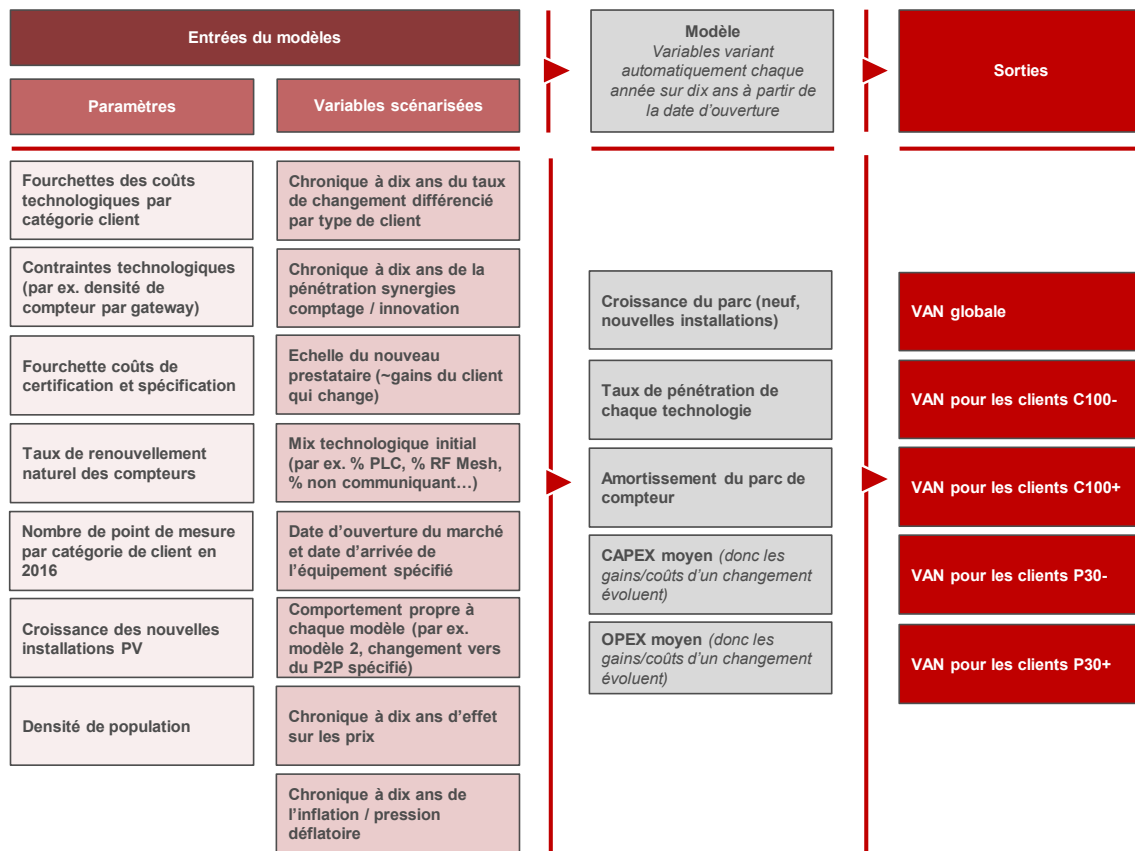 Entrées du modèles
Paramètres
Variables scénarisées
Modèle
Variables variant
automatiquement chaque
année sur dix ans à partir de
la date d'ouverture
Sorties
Fourchettes des coûts
technologiques par
catégorie client
Contraintes technologiques
(par ex. densité de
compteur par gateway)
Fourchette coûts de
certification et spécification
Taux de renouvellement
naturel des compteurs
Nombre de point de mesure
par catégorie de client en
2016
Croissance des nouvelles
installations PV
Densité de population
Chronique à dix ans du taux
de changement différencié
par type de client
Chronique à dix ans de la
pénétration synergies
comptage / innovation
Echelle du nouveau
prestataire (~gains du client
qui change)
Mix technologique initial
(par ex. % PLC, % RF Mesh,
% non communiquant…)
Date d'ouverture du marché
et date d'arrivée de
l'équipement spécifié
Comportement propre à
chaque modèle (par ex.
modèle 2, changement vers
du P2P spécifié)
Chronique à dix ans d'effet
sur les prix
Chronique à dix ans de
l'inflation / pression
déflatoire
Croissance du parc (neuf,
nouvelles installations)
Taux de pénétration de
chaque technologie
Amortissement du parc de
compteur
CAPEX moyen (donc les
gains/coûts d'un changement
évoluent)
OPEX moyen (donc les
gains/coûts d'un changement
évoluent)
VAN globale
VAN pour les clients C100-
VAN pour les clients C100+
VAN pour les clients P30-
VAN pour les clients P30+